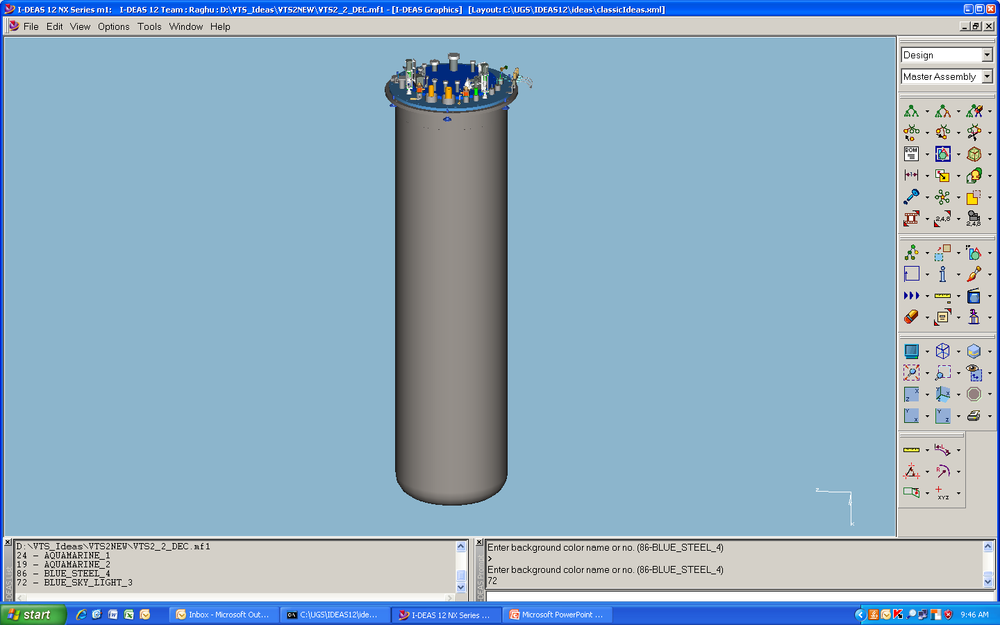 I-DEAS 12 NX Series m1:    I-DEAS 12 Team : Raghu : D:\VTS_Ideas\VTS2NEW\VTS2_2_DEC.mf1 - [I-DEAS Graphics]   [Layout: C:\UGS\IDEAS12\ideas\classicIdeas.xml]
File Edit View Options Tools Window Help
Design
Master Assembly
BOM
2,4,8
2,4,8
X
Z
Y
X
Z
Y
X
Y
Z
L
R
XYZ
Z
Y
X
D:\VTS_Ideas\VTS2NEW\VTS2_2_DEC.mf1
24 - AQUAMARINE_1
19 - AQUAMARINE_2
86 - BLUE_STEEL_4
72 - BLUE_SKY_LIGHT_3
I-DEAS List
Enter background color name or no. (86-BLUE_STEEL_4)
>
Enter background color name or no. (86-BLUE_STEEL_4)
72
I-DEAS Prompt
start
Inbox - Microsoft Out...
C:\UGS\IDEAS12\ide...
I-DEAS 12 NX Series ...
Microsoft PowerPoint ...
9:46 AM